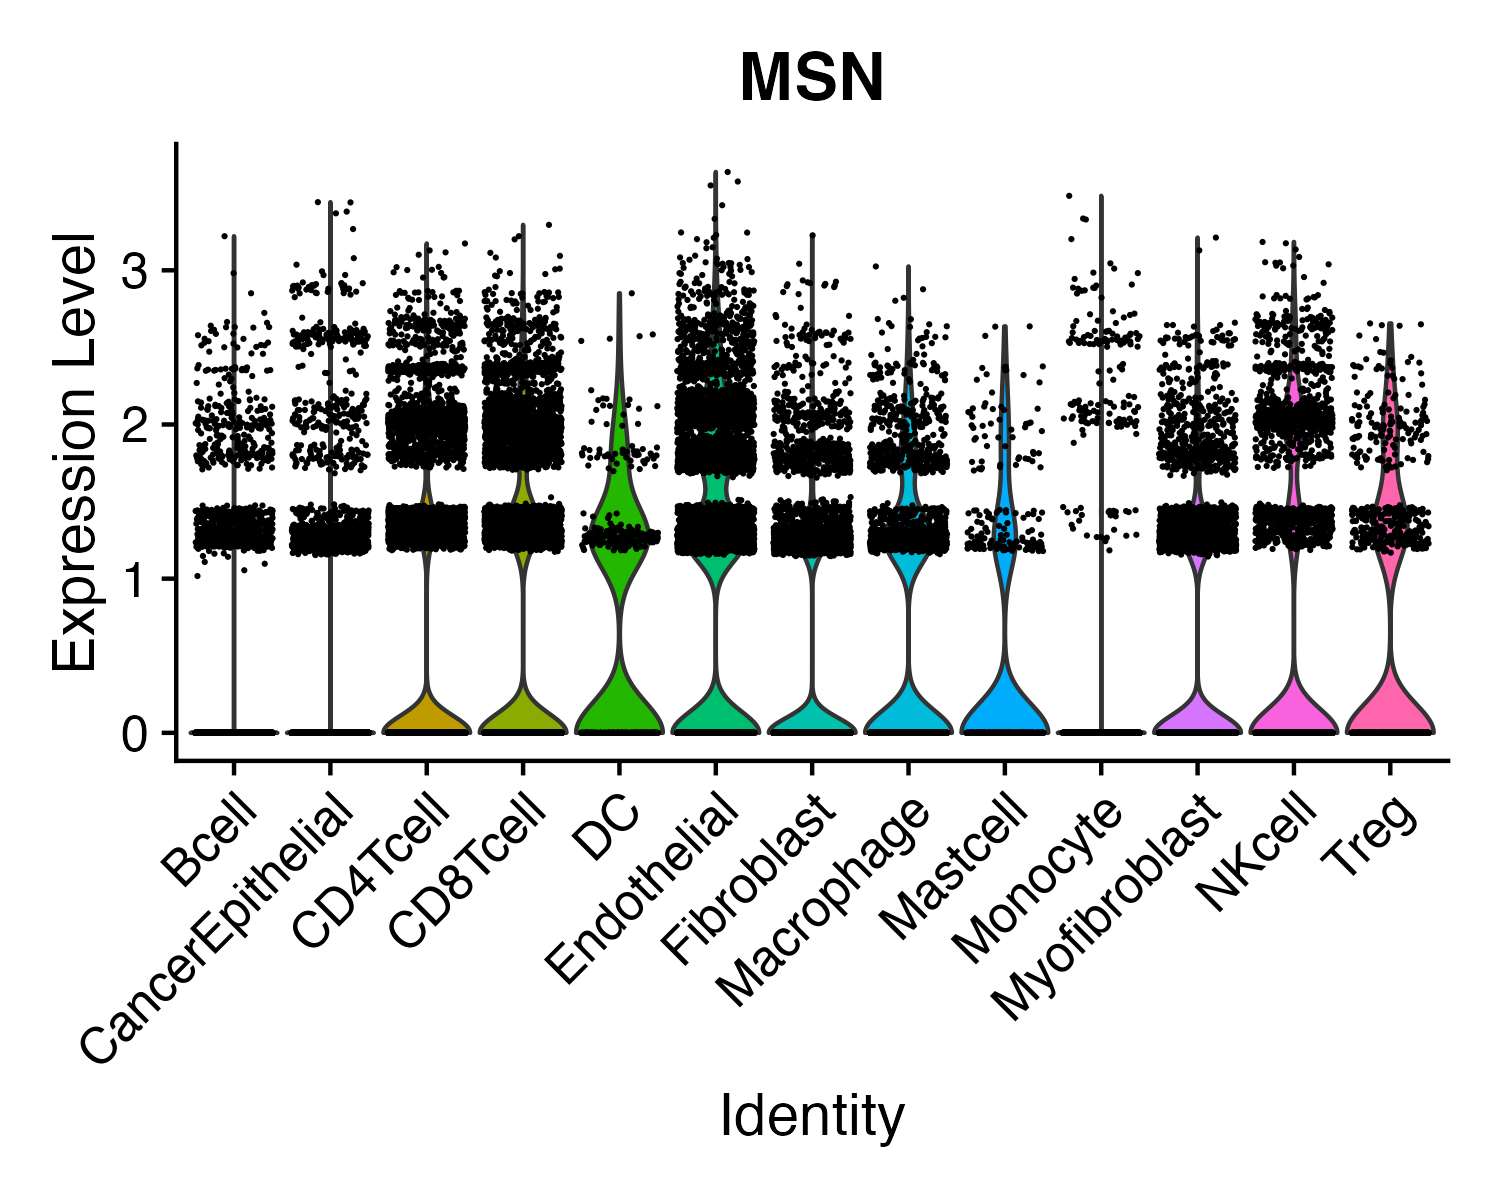 MSN
Expression Level
3
2
1
0
Bcell
CancerEpithelial
CD4Tcell
CD8Tcell
DC
Endothelial
Fibroblast
Macrophage
Mastcell
Monocyte
Myofibroblast
NKcell
Treg
Identity